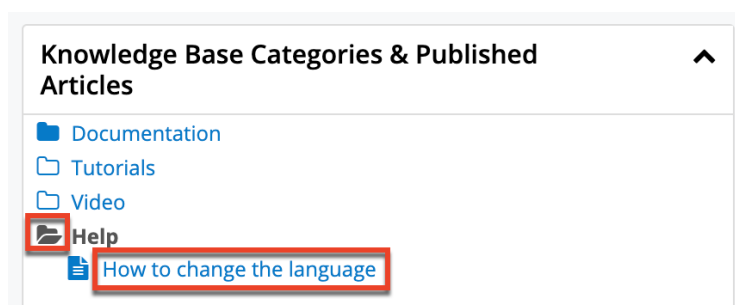 Knowledge Base Categories & Published
Articles
Documentation
Tutorials
Video
Help
How to change the language